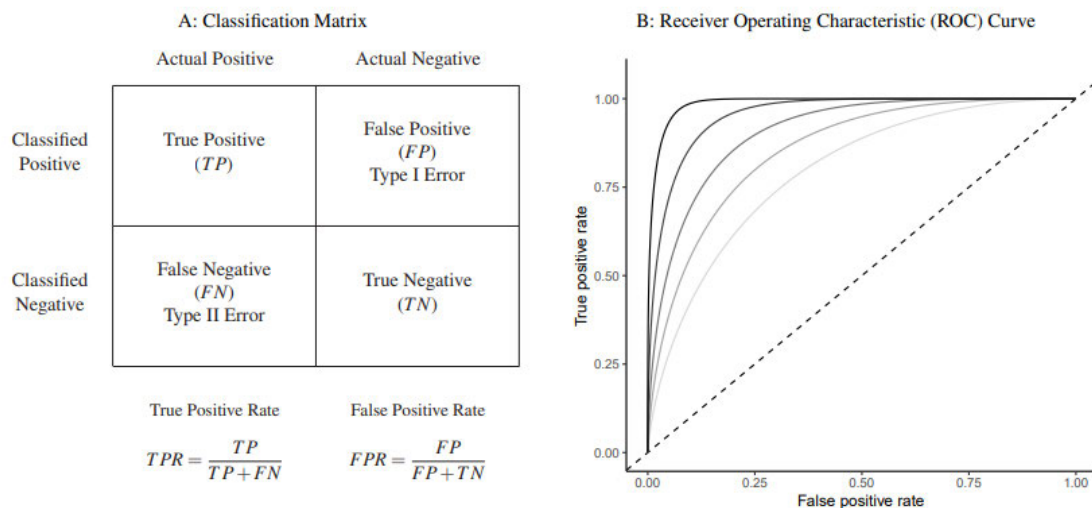 A: Classification Matrix
Actual Positive
Actual Negative
Classified
Positive
True Positive
(TP)
False Positive
(FP)
Type I Error
Classified
Negative
False Negative
(FN)
Type II Error
True Negative
(TN)
True Positive Rate
TPR = TP / TP + FN
False Positive Rate
FPR = FP / FP + TN
B: Receiver Operating Characteristic (ROC) Curve
True positive rate
1.00
0.75
0.50
0.25
0.00
0.00
0.25
0.50
0.75
1.00
False positive rate